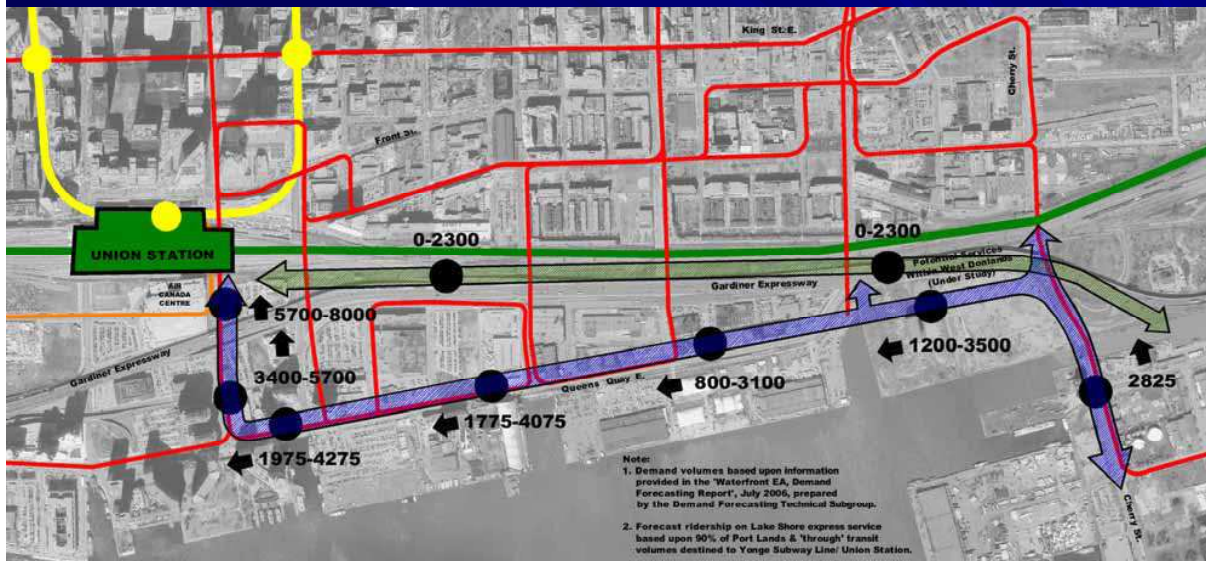 King St. E.
Cherry St.
Front St.
UNION STATION
0-2300
0-2300
Potential Services
Within West Donlands
(Under Study)
AIR
CANADA
CENTRE
Gardiner Expressway
5700-8000
Gardiner Expressway
3400-5700
1200-3500
800-3100
2825
Queens Quay E.
1775-4075
1975-4275
Cherry St.
Note:
1. Demand volumes based upon information
provided in the 'Waterfront EA, Demand
Forecasting Report', July 2006, prepared
by the Demand Forecasting Technical Subgroup.
2. Forecast ridership on Lake Shore express service
based upon 90% of Port Lands & 'through' transit
volumes destined to Yonge Subway Line/ Union Station.